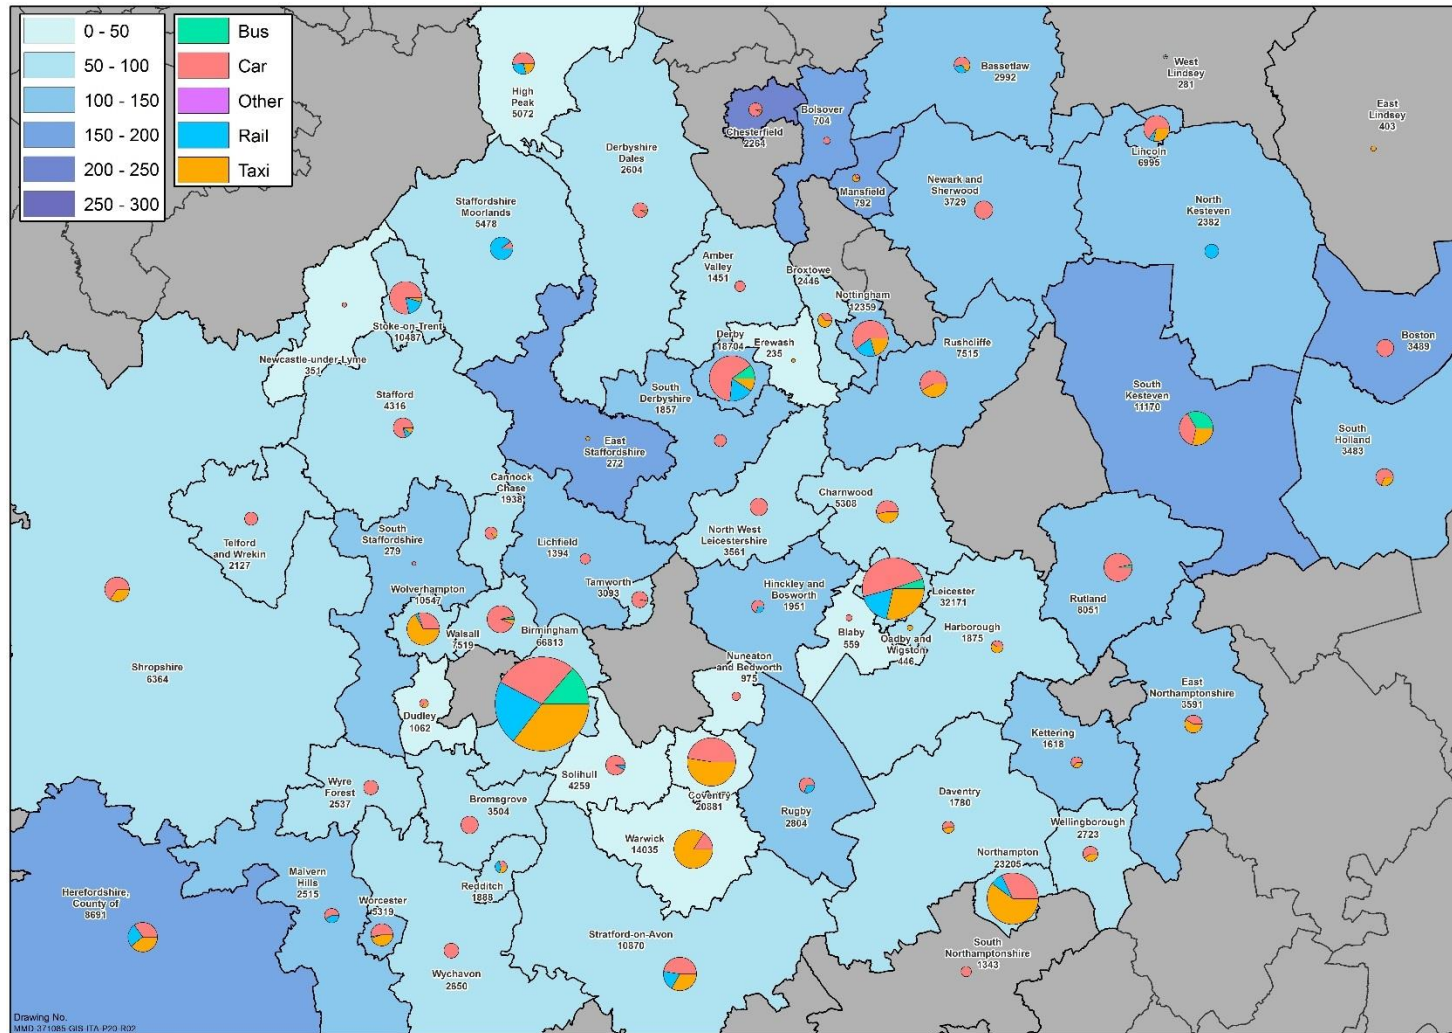 0 - 50
50 - 100
100 - 150
150 - 200
200 - 250
250 - 300
Bus
Car
Other
Rail
Taxi
High
Peak
5072
Derbyshire
Dales
2604
Chesterfield
2264
Bolsover
704
Bassetlaw
2992
West
Lindsey
281
East
Lindsey
403
Lincoln
6995
Mansfield
792
Newark and
Sherwood
3729
North
Kesteven
2382
Staffordshire
Moorlands
5478
Amber
Valley
1451
Broxtowe
2446
Nottingham
12359
Stoke-on-Trent
10487
Newcastle-under-Lyme
351
Derby
18704
Erewash
235
Rushcliffe
7515
Boston
3489
South
Kesteven
11170
South
Holland
3483
Stafford
4316
South
Derbyshire
1857
East
Staffordshire
272
Cannock
Chase
1938
Charnwood
5308
North West
Leicestershire
3561
Telford
and Wrekin
2127
South
Staffordshire
279
Lichfield
1394
Tamworth
3093
Hinckley and
Bosworth
1951
Leicester
32171
Rutland
8051
Wolverhampton
10547
Walsall
7519
Birmingham
66813
Blaby
559
Oadby and
Wigston
446
Harborough
1875
Shropshire
6364
Nuneaton
and Bedworth
975
East
Northamptonshire
3591
Dudley
1062
Kettering
1618
Solihull
4259
Coventry
20881
Wyre
Forest
2537
Bromsgrove
3504
Rugby
2804
Daventry
1780
Wellingborough
2723
Warwick
14035
Northampton
23205
Malvern
Hills
2515
Redditch
1888
Herefordshire,
County of
8691
Worcester
5319
Stratford-on-Avon
10870
Wychavon
2650
South
Northamptonshire
1343
Drawing No.
MMD-371085-GIS-ITA-P20-R02